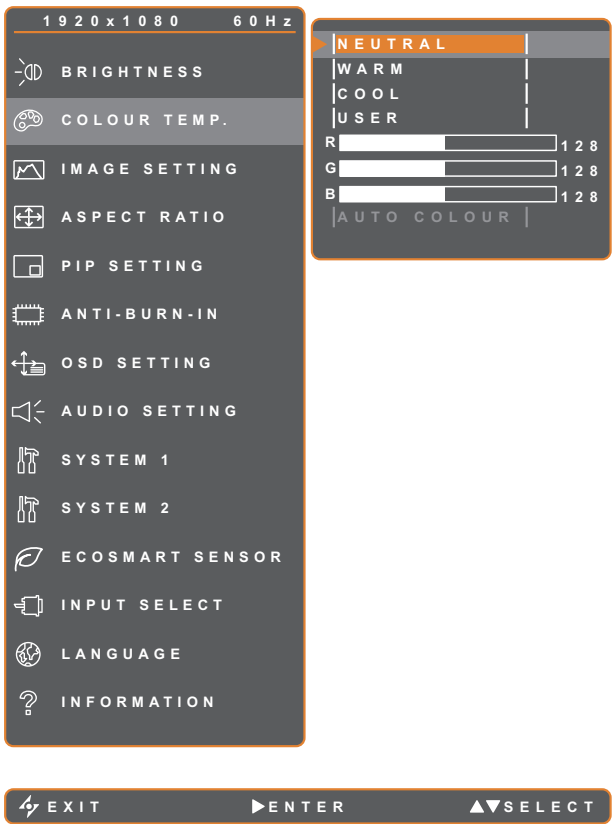 1920x1080 60Hz
BRIGHTNESS
COLOUR TEMP.
IMAGE SETTING
ASPECT RATIO
PIP SETTING
ANTI-BURN-IN
OSD SETTING
AUDIO SETTING
SYSTEM 1
SYSTEM 2
ECOSMART SENSOR
INPUT SELECT
LANGUAGE
INFORMATION
NEUTRAL
WARM
COOL
USER
R 128
G 128
B 128
AUTO COLOUR
EXIT ENTER SELECT